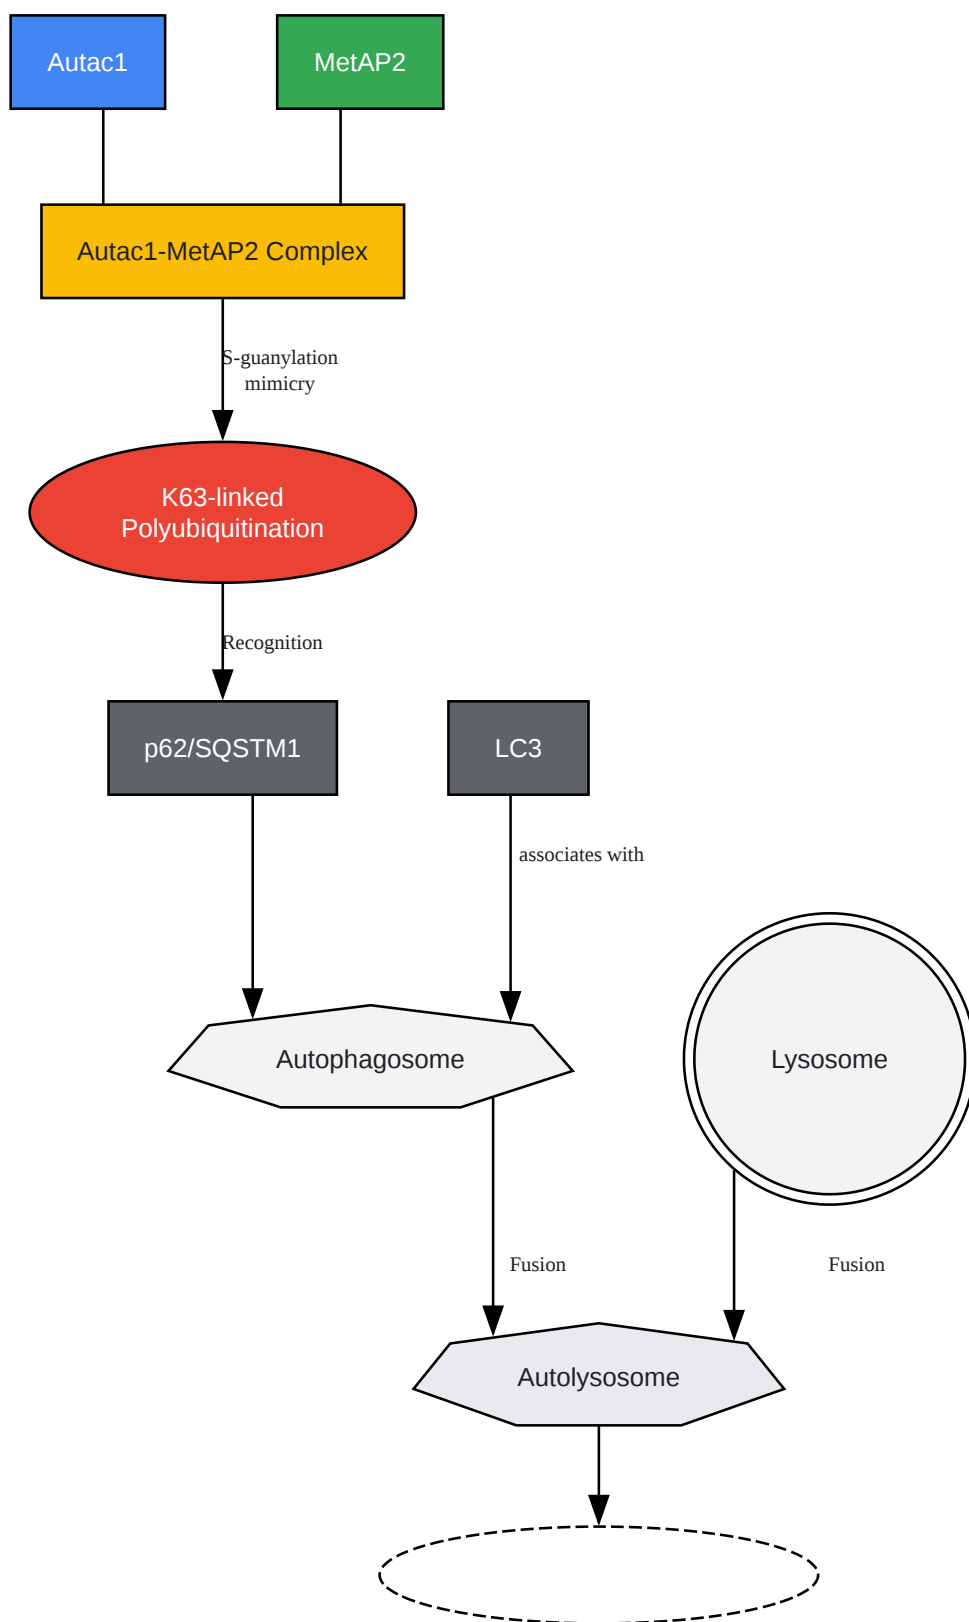 Autac1
MetAP2
Autac1-MetAP2 Complex
S-guanylation
mimicry
K63-linked
Polyubiquitination
Recognition
p62/SQSTM1
LC3
associates with
Autophagosome
Lysosome
Fusion
Fusion
Autolysosome